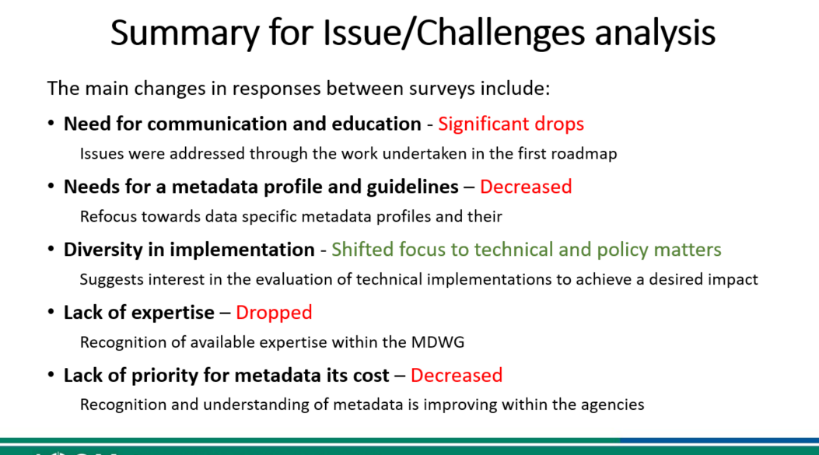 Summary for Issue/Challenges analysis
The main changes in responses between surveys include:
• Need for communication and education - Significant drops
Issues were addressed through the work undertaken in the first roadmap
• Needs for a metadata profile and guidelines – Decreased
Refocus towards data specific metadata profiles and their
• Diversity in implementation - Shifted focus to technical and policy matters
Suggests interest in the evaluation of technical implementations to achieve a desired impact
• Lack of expertise – Dropped
Recognition of available expertise within the MDWG
• Lack of priority for metadata its cost – Decreased
Recognition and understanding of metadata is improving within the agencies